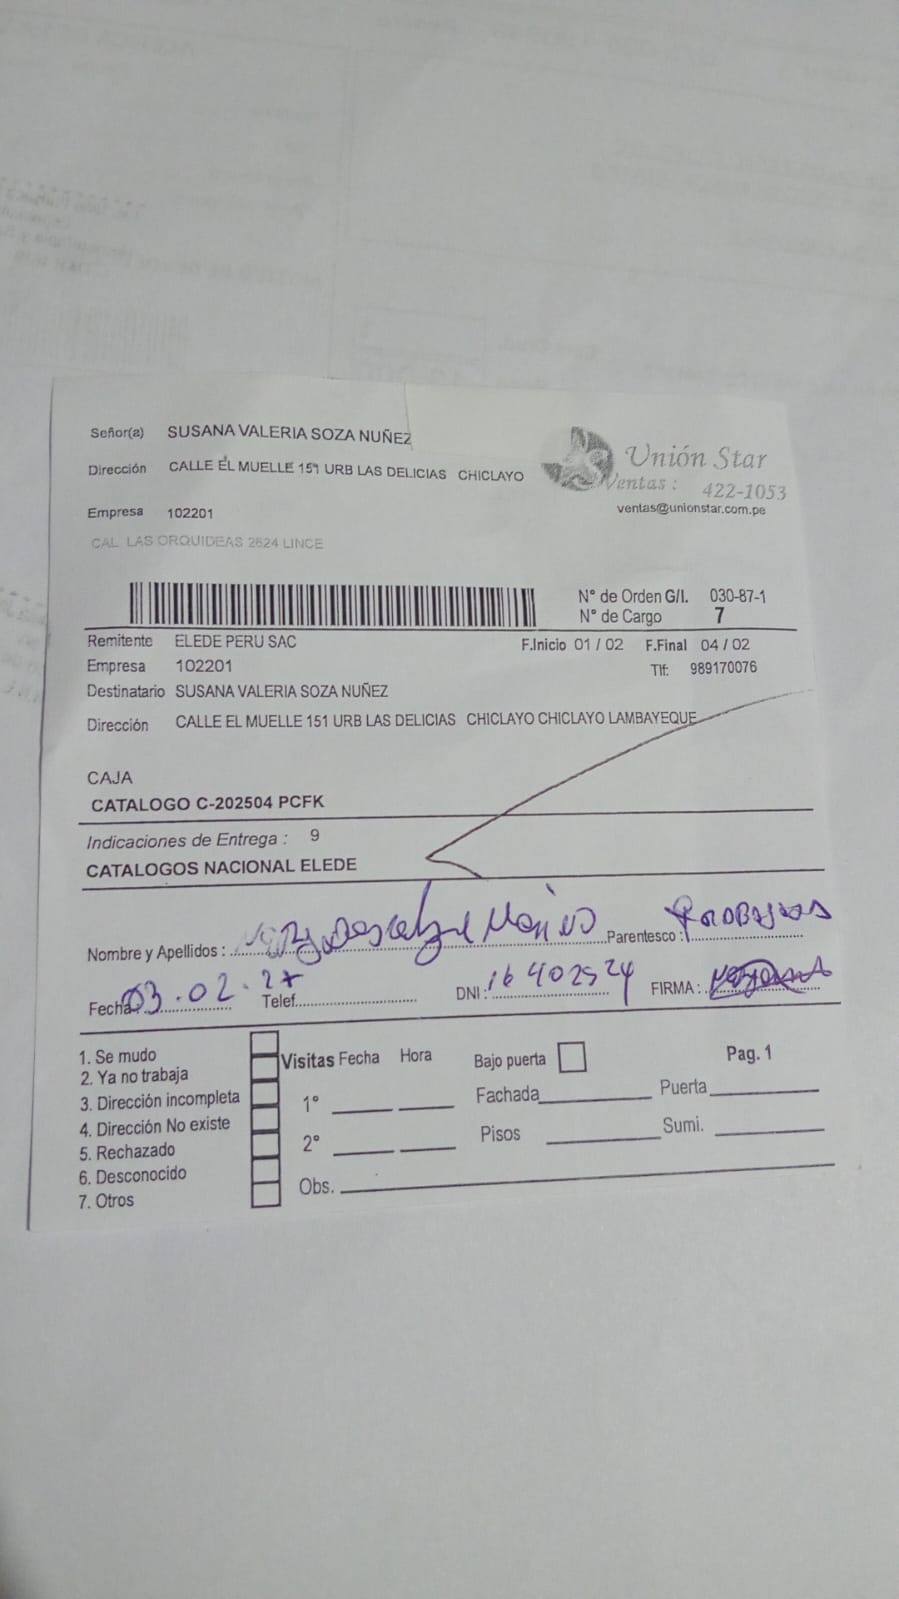 Señor(a) SUSANA VALERIA SOZA NUÑEZ
Dirección CALLE EL MUELLE 151 URB LAS DELICIAS CHICLAYO
Unión Star
Ventas : 422-1053
ventas@unionstar.com.pe
Empresa 102201
CAL LAS ORQUIDEAS 2624 LINCE
N° de Orden G/I. 030-87-1
N° de Cargo 7
Remitente ELEDE PERU SAC F.Inicio 01 / 02 F.Final 04 / 02
Empresa 102201 Tlf: 989170076
Destinatario SUSANA VALERIA SOZA NUÑEZ
Dirección CALLE EL MUELLE 151 URB LAS DELICIAS CHICLAYO CHICLAYO LAMBAYEQUE
CAJA
CATALOGO C-202504 PCFK
Indicaciones de Entrega : 9
CATALOGOS NACIONAL ELEDE
Nombre y Apellidos : Parentesco :
Fecha 03.02. Telef. DNI : 16402524 FIRMA :
1. Se mudo
2. Ya no trabaja
3. Dirección incompleta
4. Dirección No existe
5. Rechazado
6. Desconocido
7. Otros
Visitas Fecha Hora
1°
2°
Obs.
Bajo puerta
Fachada
Pisos
Pag. 1
Puerta
Sumi.